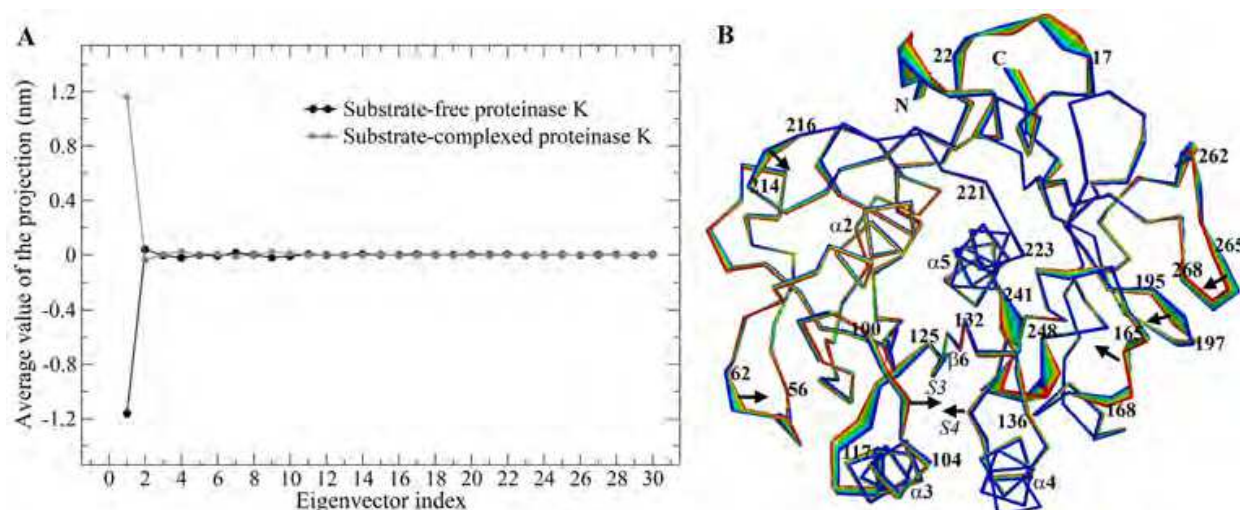 A
Average value of the projection (nm)
1.2
0.8
0.4
0
-0.4
-0.8
-1.2
Substrate-free proteinase K
Substrate-complexed proteinase K
0 2 4 6 8 10 12 14 16 18 20 22 24 26 28 30
Eigenvector index
B
22
17
C
N
216
262
214
221
α2
223
265
α5
268
195
241
190
132
125
248
165
197
β6
62
56
S3
S4
136
168
117
104
α3
α4